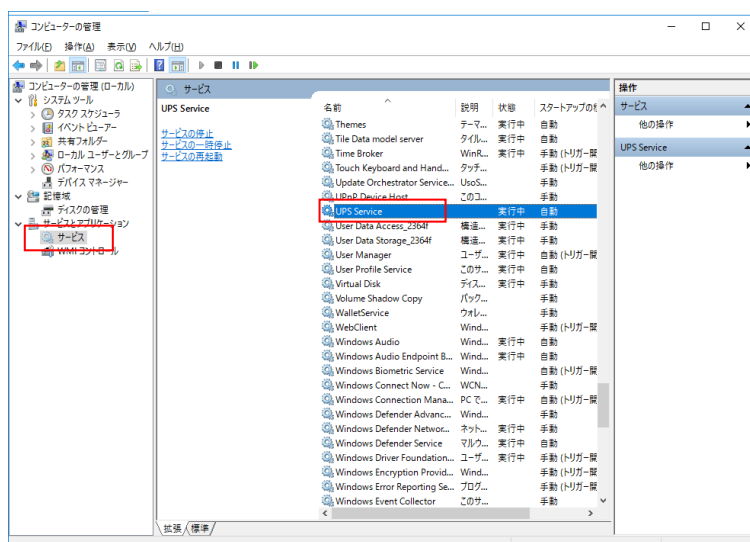 コンピューターの管理
ファイル(F) 操作(A) 表示(V) ヘルプ(H)
コンピューターの管理 (ローカル)
システム ツール
タスク スケジューラ
イベント ビューアー
共有フォルダー
ローカル ユーザーとグループ
パフォーマンス
デバイス マネージャー
記憶域
ディスクの管理
サービスとアプリケーション
サービス
WMI コントロール
サービス
UPS Service
サービスの停止
サービスの一時停止
サービスの再起動
名前 説明 状態 スタートアップの
Themes テーマ... 実行中 自動
Tile Data model server タイル... 実行中 自動
Time Broker WinR... 実行中 手動 (トリガー開
Touch Keyboard and Hand... タッチ... 手動 (トリガー開
Update Orchestrator Service... UsoS... 手動
UPnP Device Host このコ... 手動
UPS Service 実行中 自動
User Data Access_2364f 構造... 実行中 手動
User Data Storage_2364f 構造... 実行中 手動
User Manager ユーザ... 実行中 自動 (トリガー開
User Profile Service このサ... 実行中 自動
Virtual Disk ディス... 実行中 手動
Volume Shadow Copy バック... 手動
WalletService ウォレ... 手動
WebClient Wind... 手動 (トリガー開
Windows Audio Wind... 実行中 自動
Windows Audio Endpoint B... Wind... 実行中 自動
Windows Biometric Service Wind... 自動 (トリガー開
Windows Connect Now - C... WCN... 手動
Windows Connection Mana... PC で... 実行中 自動 (トリガー開
Windows Defender Advanc... Wind... 手動
Windows Defender Networ... ネット... 実行中 手動
Windows Defender Service マルウ... 実行中 自動
Windows Driver Foundation... ユーザ... 実行中 手動 (トリガー開
Windows Encryption Provid... Wind... 手動 (トリガー開
Windows Error Reporting Se... プログ... 手動 (トリガー開
Windows Event Collector このサ... 手動
拡張 標準
操作
サービス
他の操作
UPS Service
他の操作